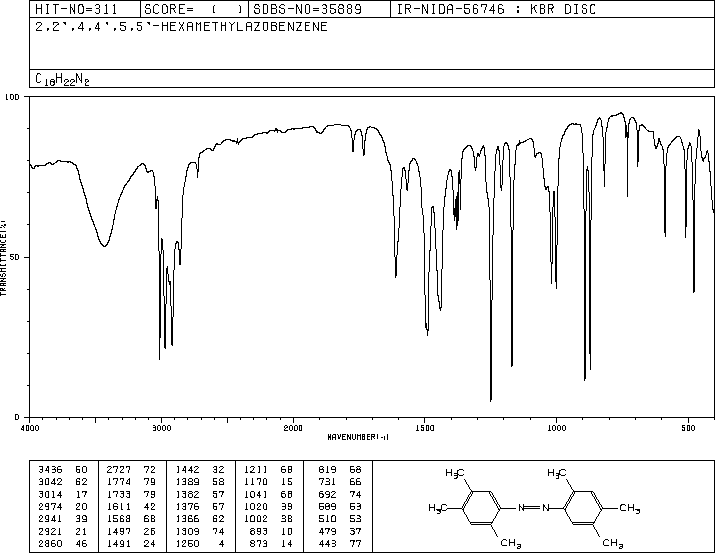 HIT-NO=311 SCORE= ( ) SDBS-NO=35889 IR-NIDA-56746 : KBR DISC
2,2',4,4',5,5'-HEXAMETHYLAZOBENZENE
C18H22N2
100
50
0
TRANSMITTANCE(%)
4000 3000 2000 1500 1000 500
WAVENUMBER(-1)
3436 50 2727 72 1442 32 1211 68 819 68
3042 62 1774 79 1389 58 1170 15 731 66
3014 17 1733 79 1382 57 1041 68 692 74
2974 20 1611 42 1376 57 1020 39 589 53
2941 39 1568 68 1366 62 1002 38 510 53
2921 21 1497 26 1309 74 893 10 479 37
2860 46 1491 24 1250 4 873 14 443 77
H3C CH3
H3C N N CH3
CH3 CH3